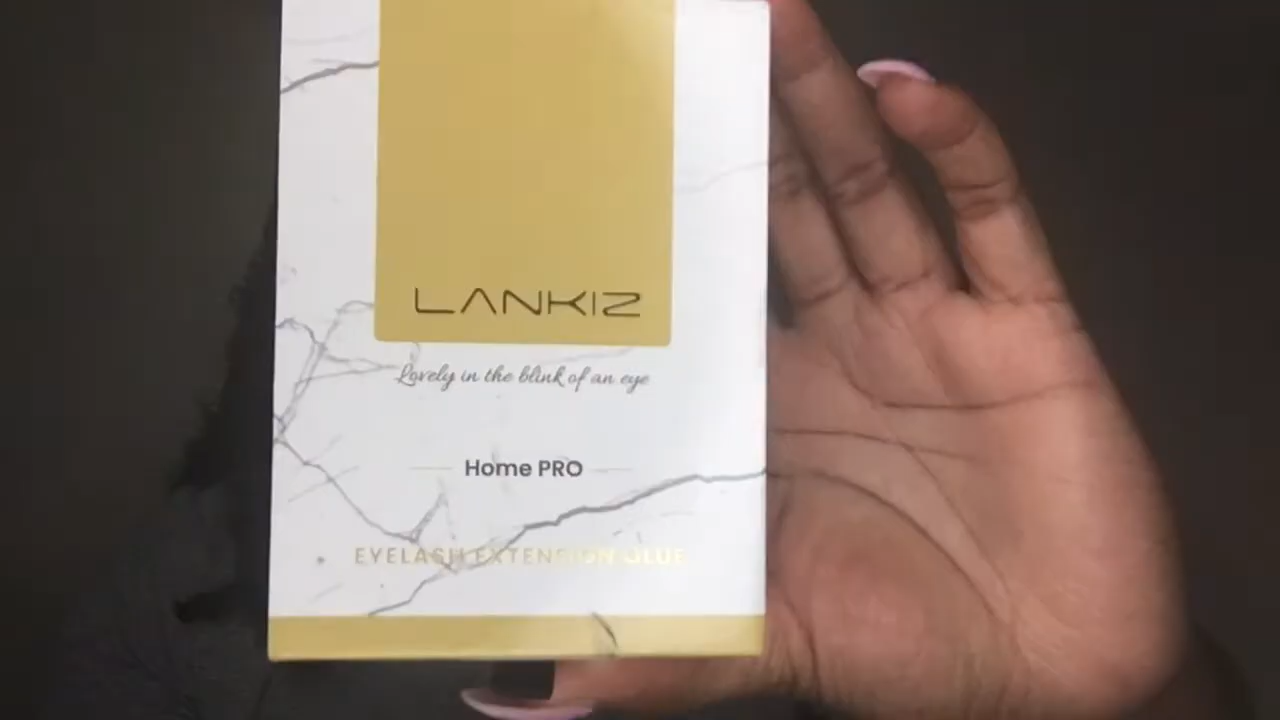 LANKIZ
Lovely in the blink of an eye
Home PRO
EYELASH EXTENSION GLUE